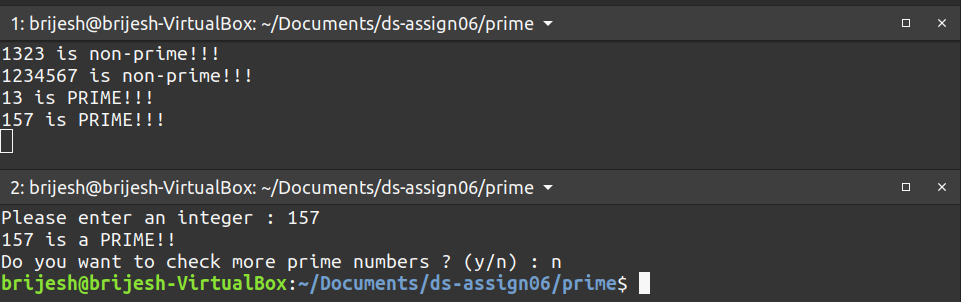 1: brijesh@brijesh-VirtualBox: ~/Documents/ds-assign06/prime
1323 is non-prime!!!
1234567 is non-prime!!!
13 is PRIME!!!
157 is PRIME!!!
2: brijesh@brijesh-VirtualBox: ~/Documents/ds-assign06/prime
Please enter an integer : 157
157 is a PRIME!!
Do you want to check more prime numbers ? (y/n) : n
brijesh@brijesh-VirtualBox:~/Documents/ds-assign06/prime$